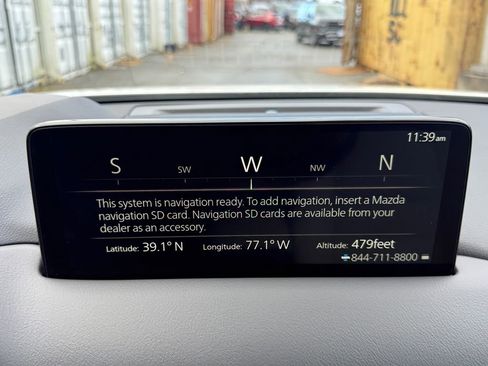 11:39am
S SW W NW N
This system is navigation ready. To add navigation, insert a Mazda
navigation SD card. Navigation SD cards are available from your
dealer as an accessory.
Latitude: 39.1° N Longitude: 77.1° W Altitude: 479feet
844-711-8800